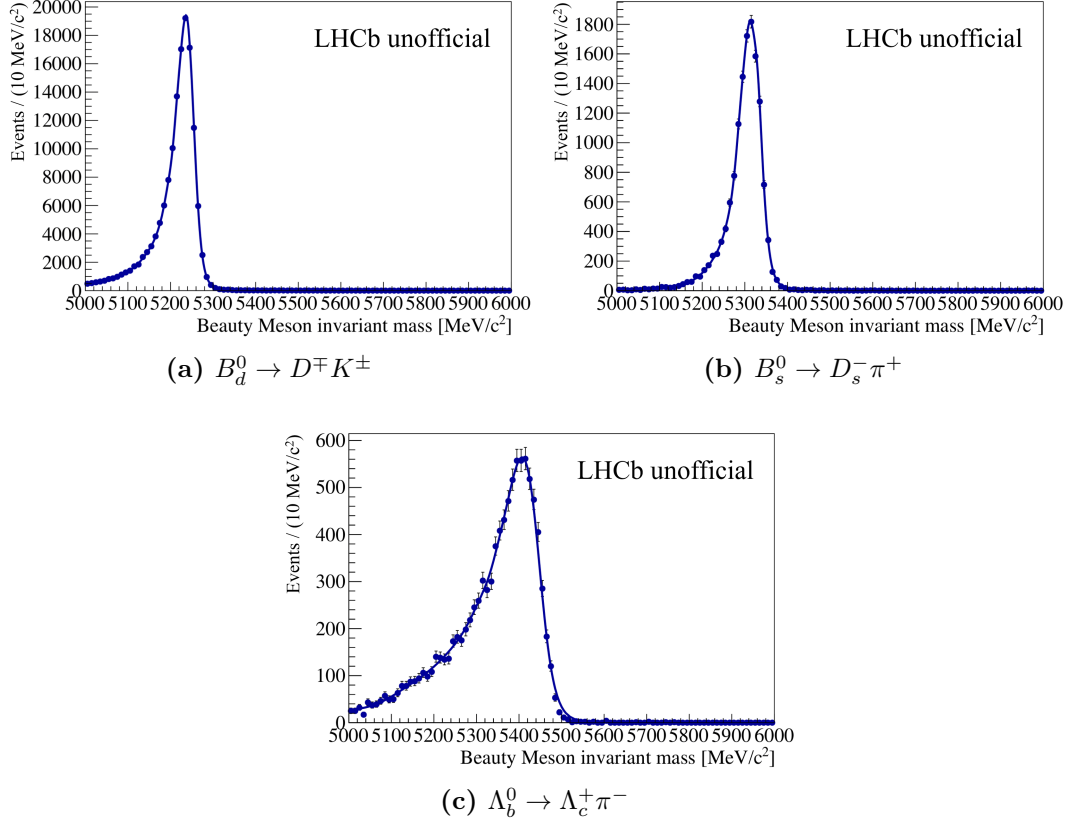 20000
18000
16000
14000
12000
10000
8000
6000
4000
2000
0
Events / (10 MeV/c²)
LHCb unofficial
5000 5100 5200 5300 5400 5500 5600 5700 5800 5900 6000
Beauty Meson invariant mass [MeV/c²]
(a) B⁰_d → D^∓ K^±
1800
1600
1400
1200
1000
800
600
400
200
0
Events / (10 MeV/c²)
LHCb unofficial
5000 5100 5200 5300 5400 5500 5600 5700 5800 5900 6000
Beauty Meson invariant mass [MeV/c²]
(b) B⁰_s → D⁻_s π⁺
600
500
400
300
200
100
0
Events / (10 MeV/c²)
LHCb unofficial
5000 5100 5200 5300 5400 5500 5600 5700 5800 5900 6000
Beauty Meson invariant mass [MeV/c²]
(c) Λ⁰_b → Λ⁺_c π⁻